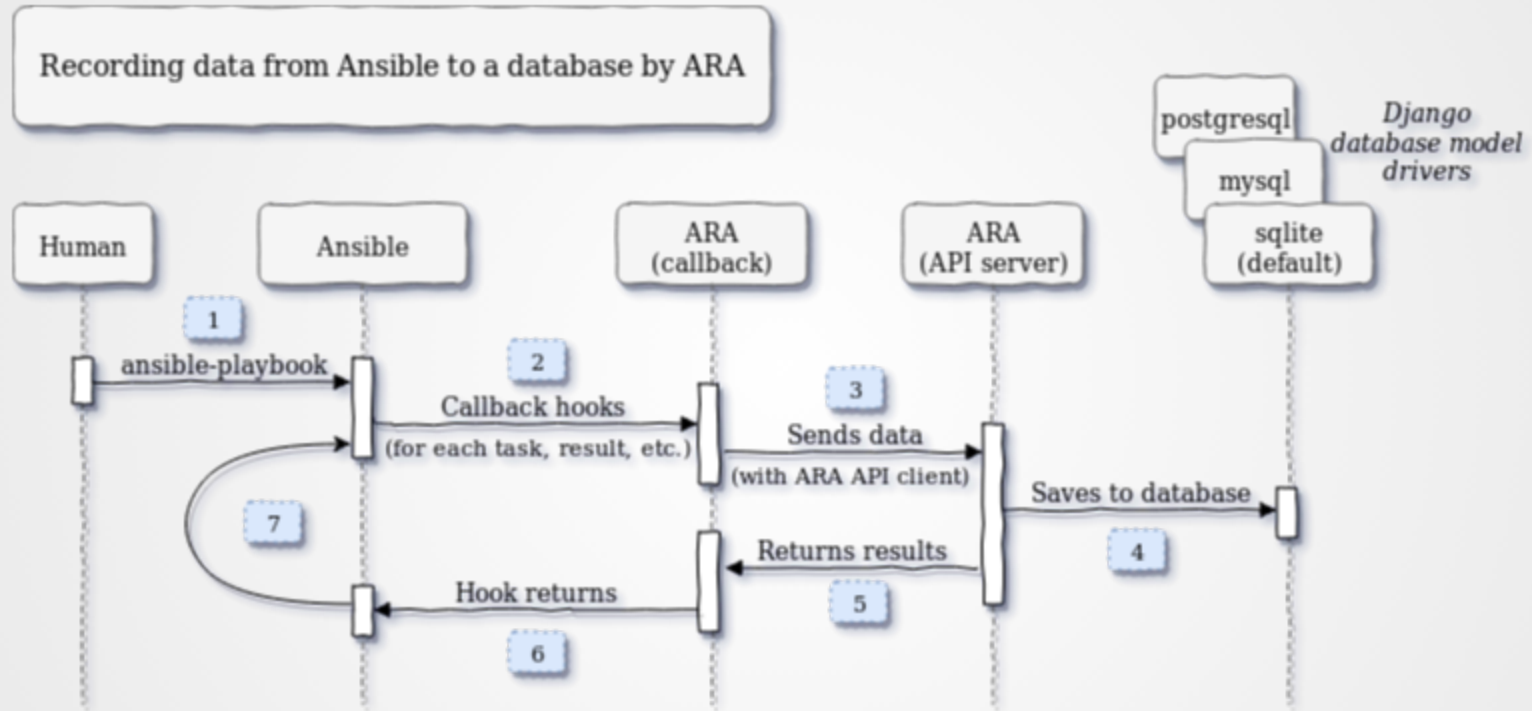 Recording data from Ansible to a database by ARA
postgresql
mysql
Django
database model
drivers
Human
Ansible
ARA
(callback)
ARA
(API server)
sqlite
(default)
1
ansible-playbook
2
Callback hooks
(for each task, result, etc.)
3
Sends data
(with ARA API client)
Saves to database
4
Returns results
5
Hook returns
6
7